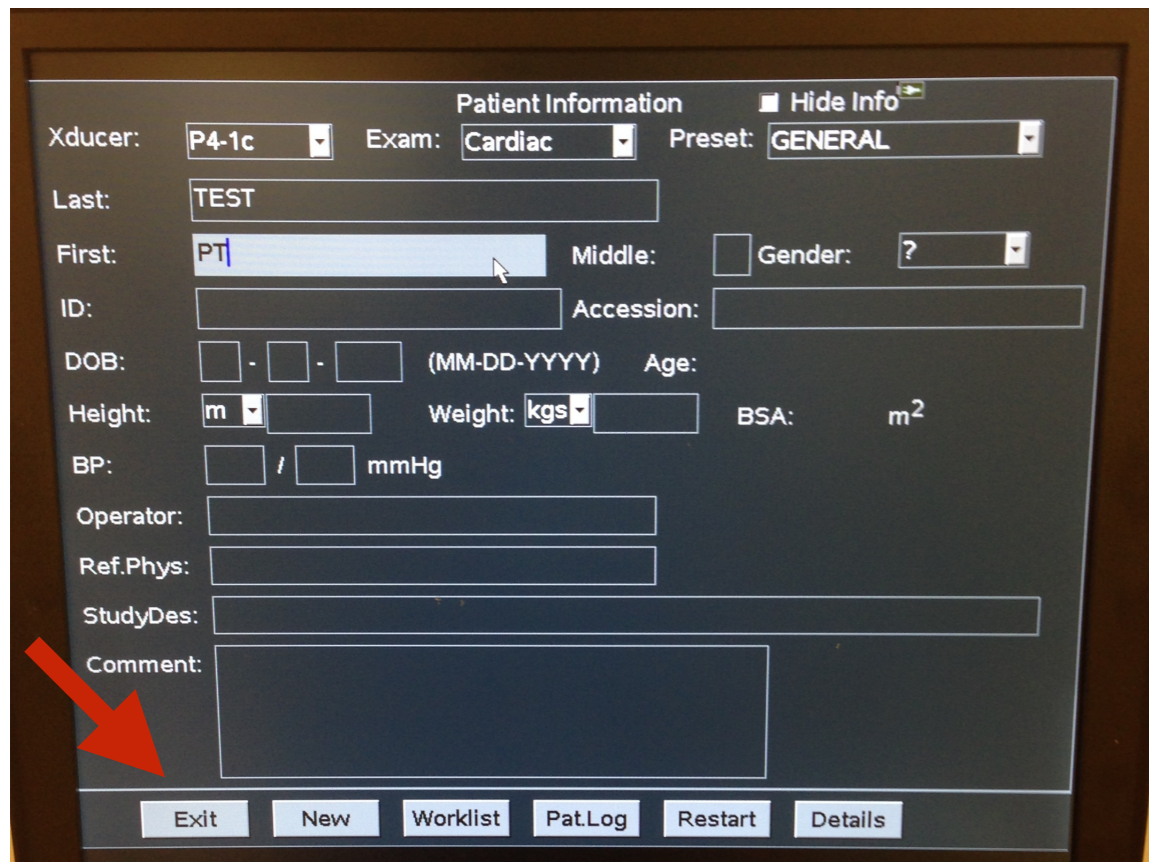 Patient Information Hide Info
Xducer: P4-1c Exam: Cardiac Preset: GENERAL
Last: TEST
First: PT Middle: Gender: ?
ID: Accession:
DOB: - - (MM-DD-YYYY) Age:
Height: m Weight: kgs BSA: m²
BP: / mmHg
Operator:
Ref.Phys:
StudyDes:
Comment:
Exit New Worklist Pat.Log Restart Details